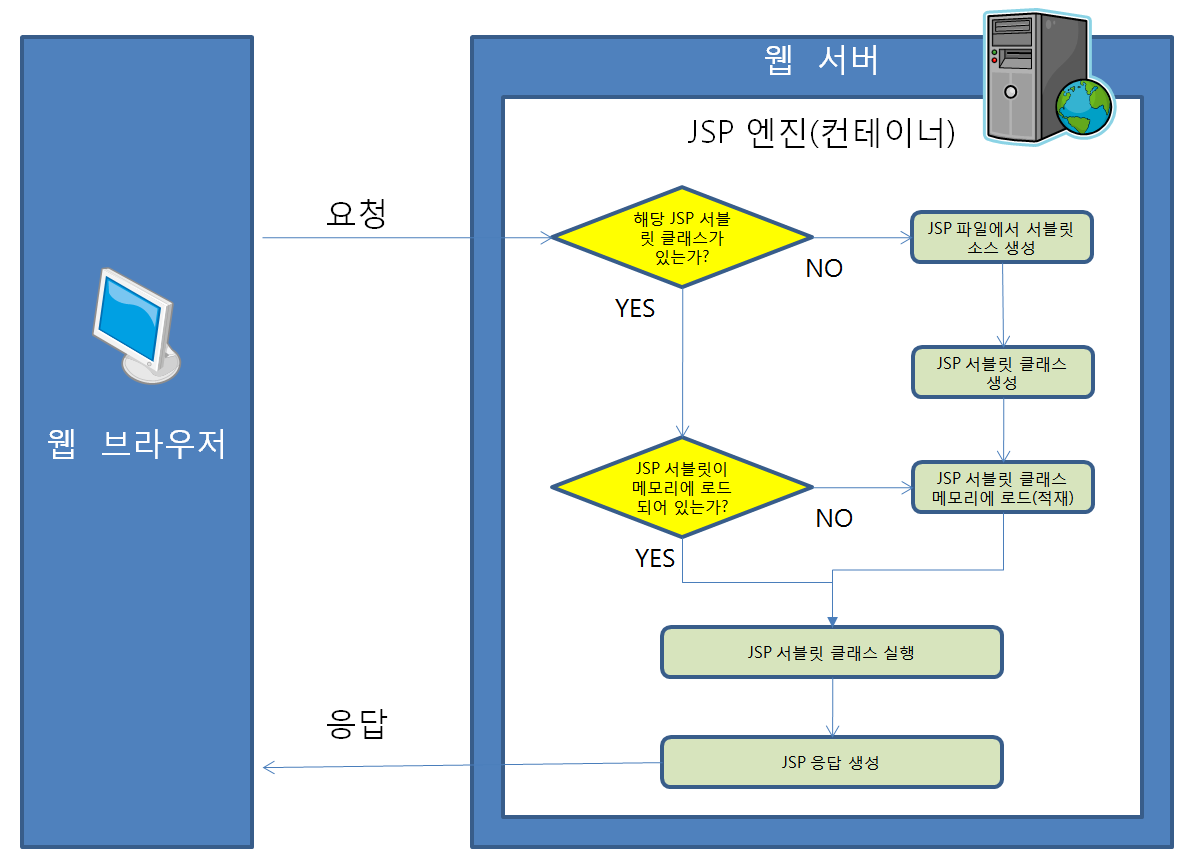 웹 서버
JSP 엔진(컨테이너)
요청
해당 JSP 서블
릿 클래스가
있는가?
NO
JSP 파일에서 서블릿
소스 생성
YES
JSP 서블릿 클래스
생성
웹 브라우저
JSP 서블릿이
메모리에 로드
되어 있는가?
NO
JSP 서블릿 클래스
메모리에 로드(적재)
YES
JSP 서블릿 클래스 실행
응답
JSP 응답 생성